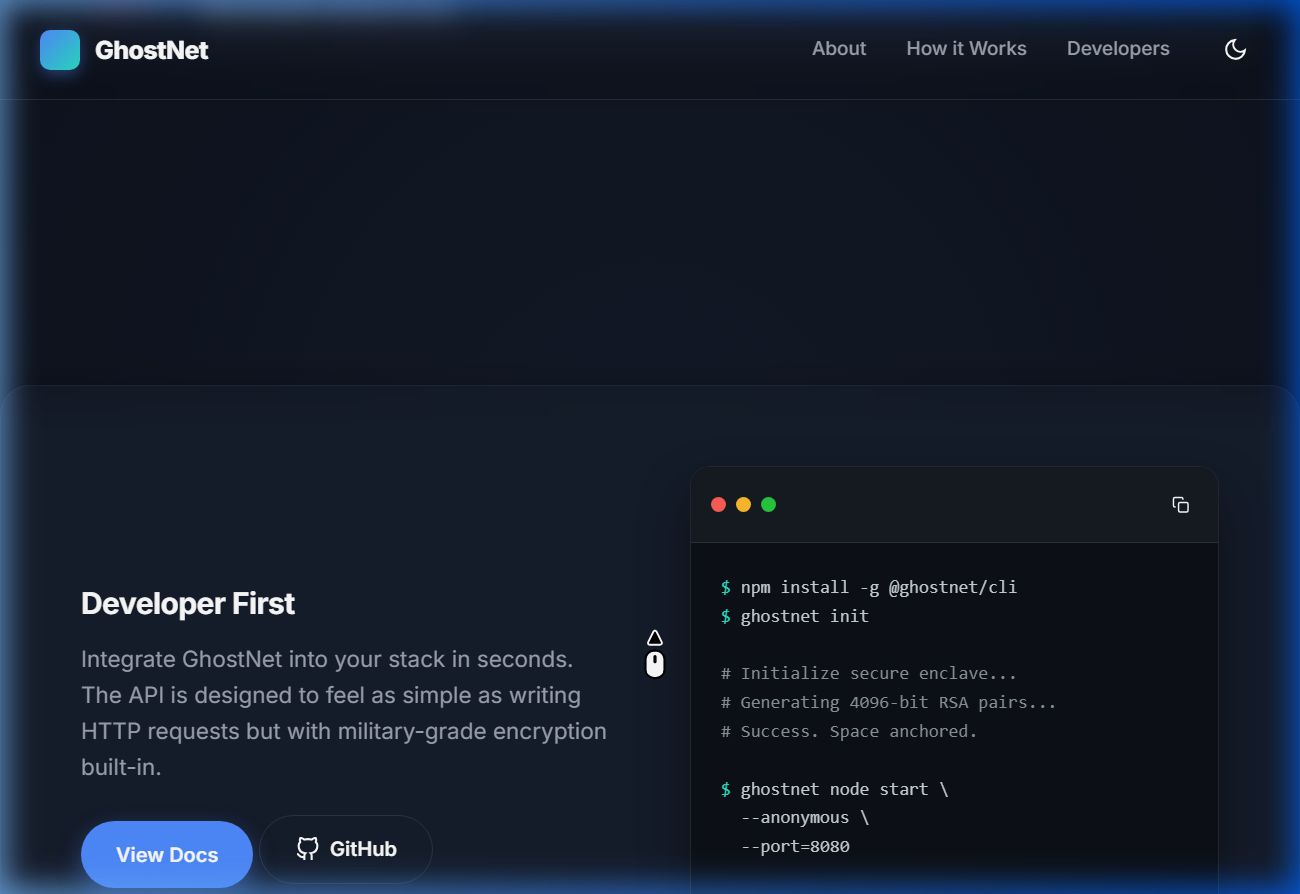 GhostNet
About
How it Works
Developers
Developer First
Integrate GhostNet into your stack in seconds.
The API is designed to feel as simple as writing
HTTP requests but with military-grade encryption
built-in.
View Docs
GitHub
$ npm install -g @ghostnet/cli
$ ghostnet init
# Initialize secure enclave...
# Generating 4096-bit RSA pairs...
# Success. Space anchored.
$ ghostnet node start \
--anonymous \
--port=8080